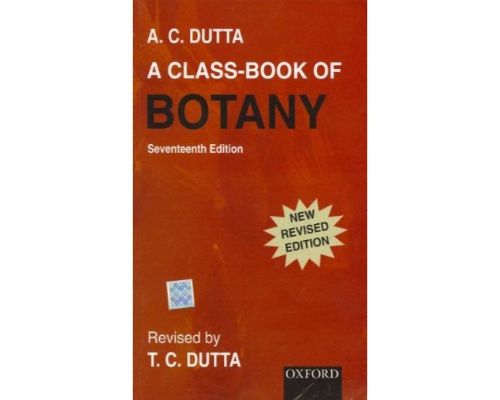 A. C. DUTTA
A CLASS-BOOK OF
BOTANY
Seventeenth Edition
NEW
REVISED
EDITION
Revised by
T. C. DUTTA
OXFORD